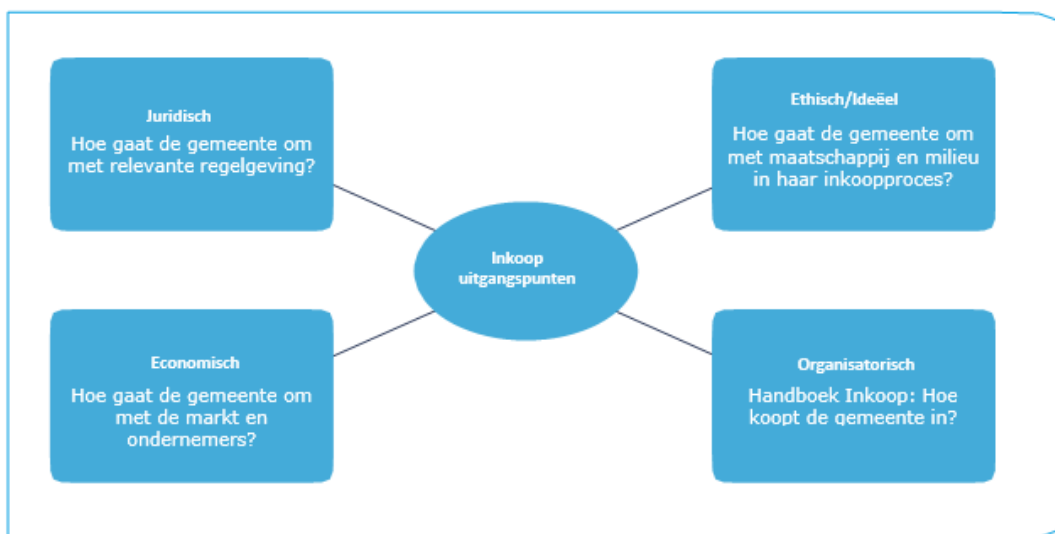 Juridisch
Hoe gaat de gemeente om
met relevante regelgeving?
Ethisch/Ideëel
Hoe gaat de gemeente om
met maatschappij en milieu
in haar inkoopproces?
Inkoop
uitgangspunten
Economisch
Hoe gaat de gemeente om
met de markt en
ondernemers?
Organisatorisch
Handboek Inkoop: Hoe
koopt de gemeente in?